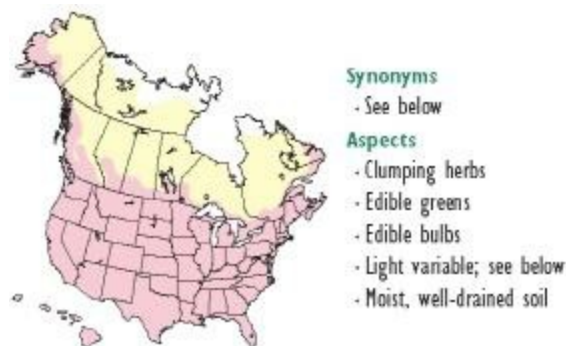 Synonyms
- See below
Aspects
- Clumping herbs
- Edible greens
- Edible bulbs
- Light variable; see below
- Moist, well-drained soil